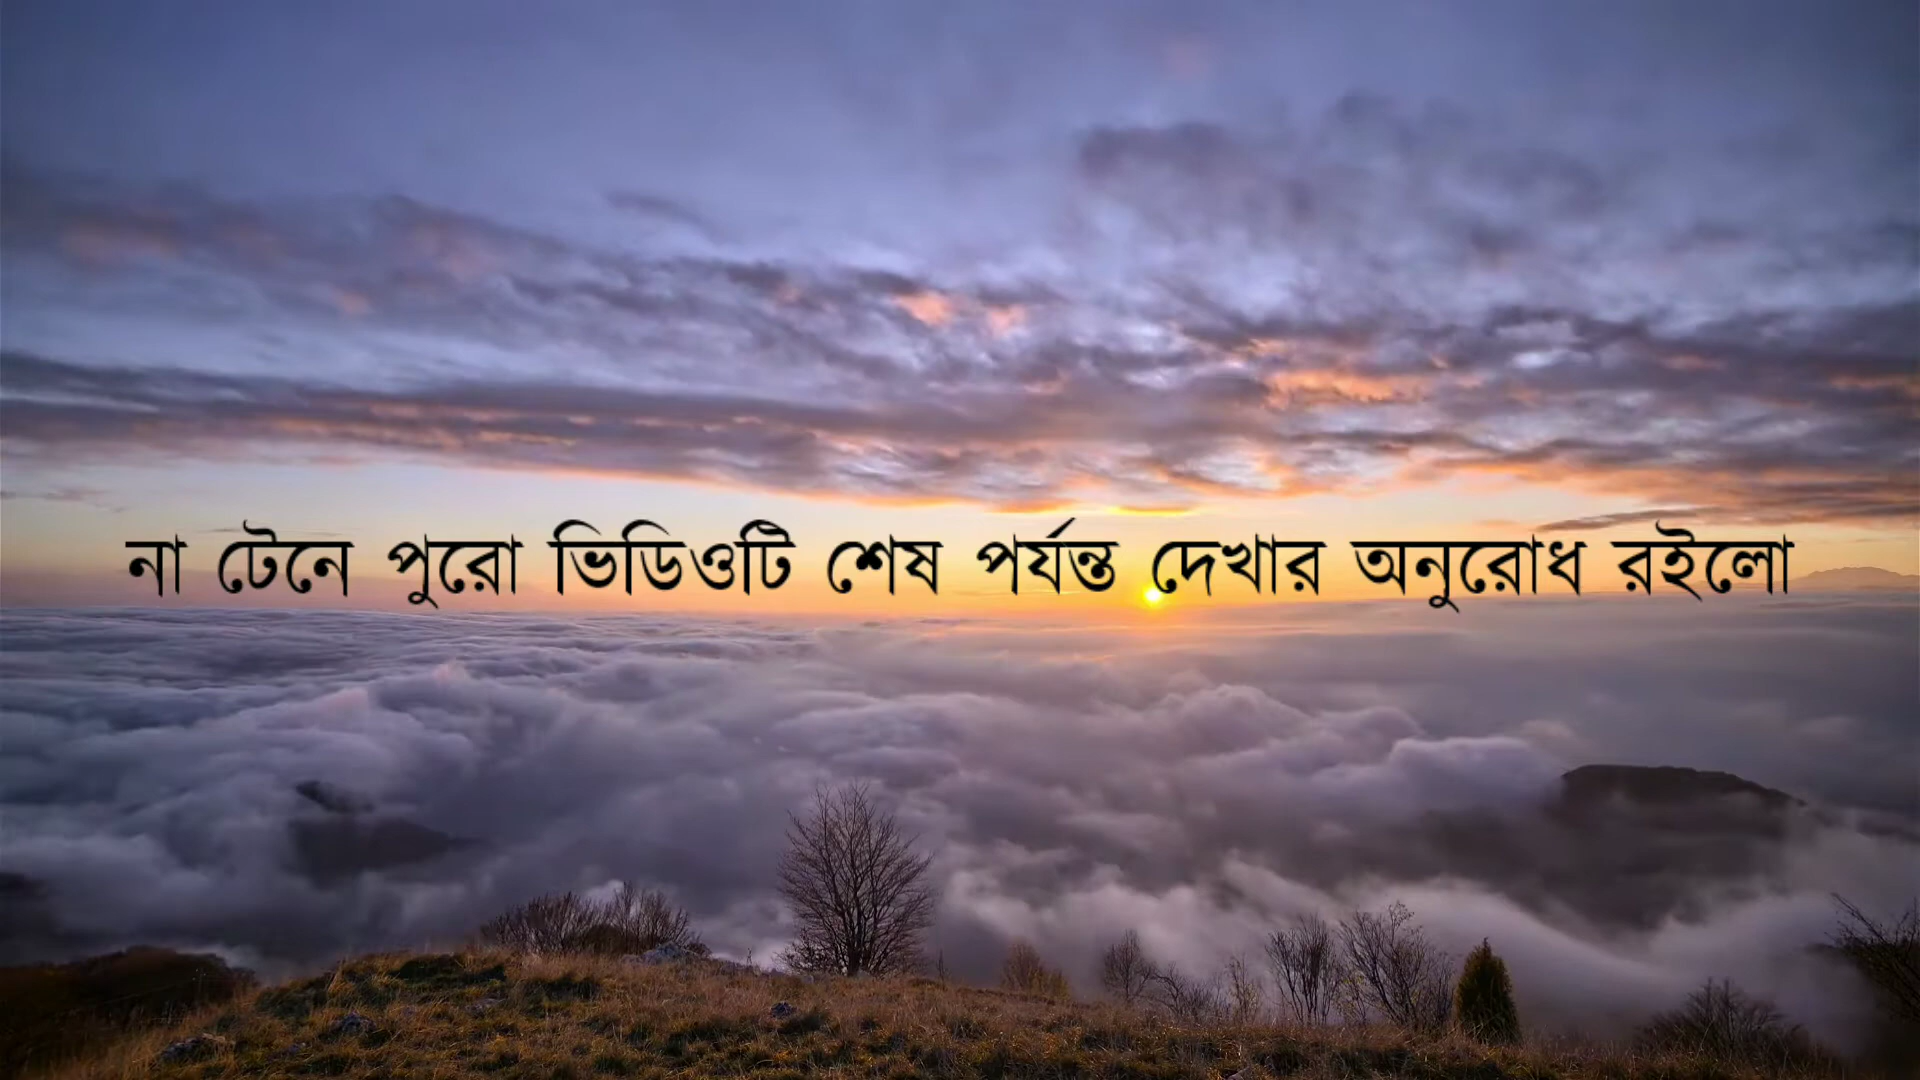 না টেনে পুরো ভিডিওটি শেষ পর্যন্ত দেখার অনুরোধ রইলো